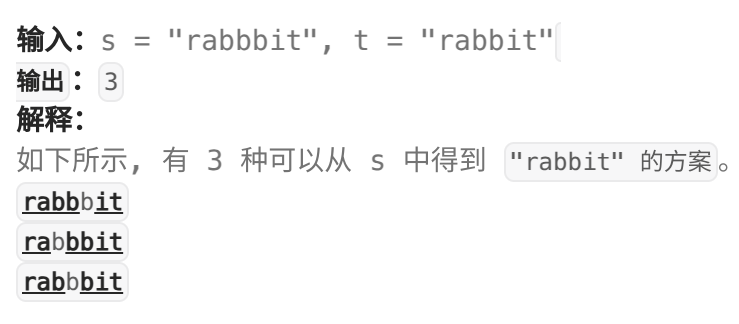 输入：s = "rabbbit", t = "rabbit"
输出：3
解释：
如下所示, 有 3 种可以从 s 中得到 "rabbit" 的方案。
rabbbit
rabbbit
rabbbit